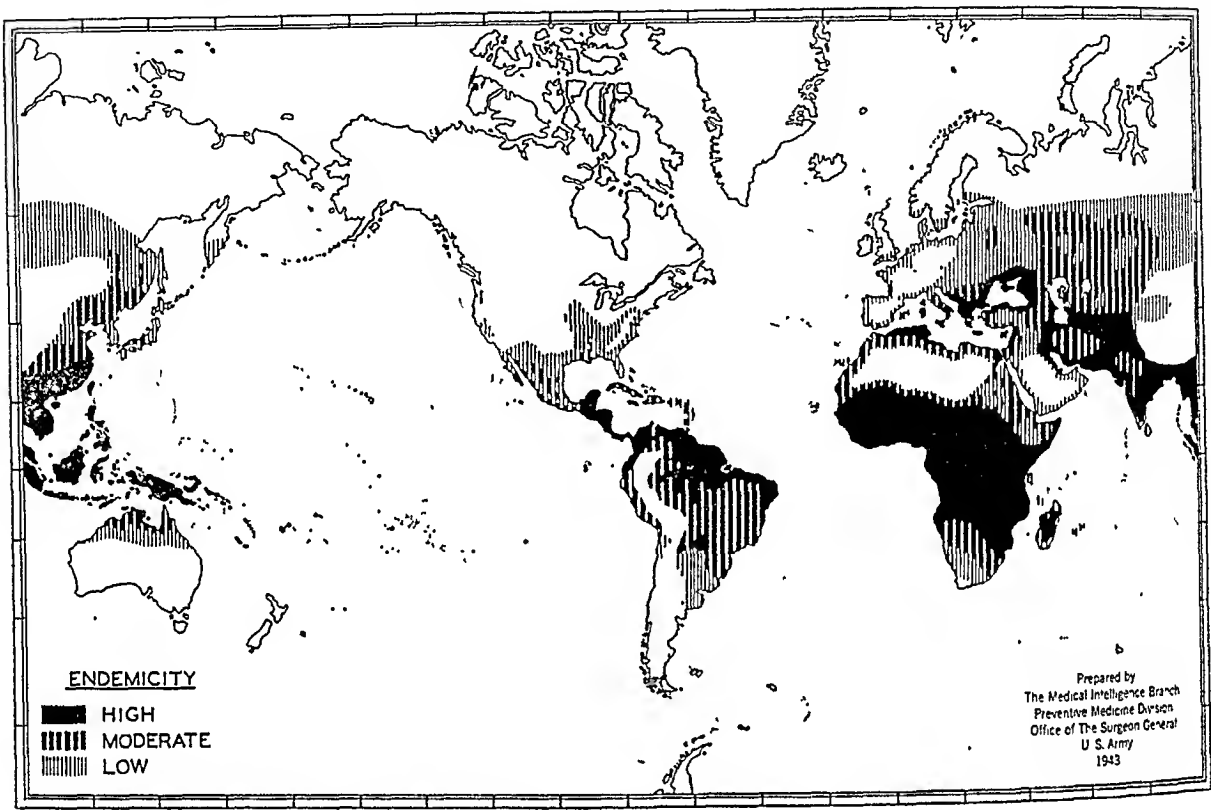 ENDEMICITY
HIGH
MODERATE
LOW
Prepared by
The Medical Intelligence Branch
Preventive Medicine Division
Office of The Surgeon General
U S. Army
1943